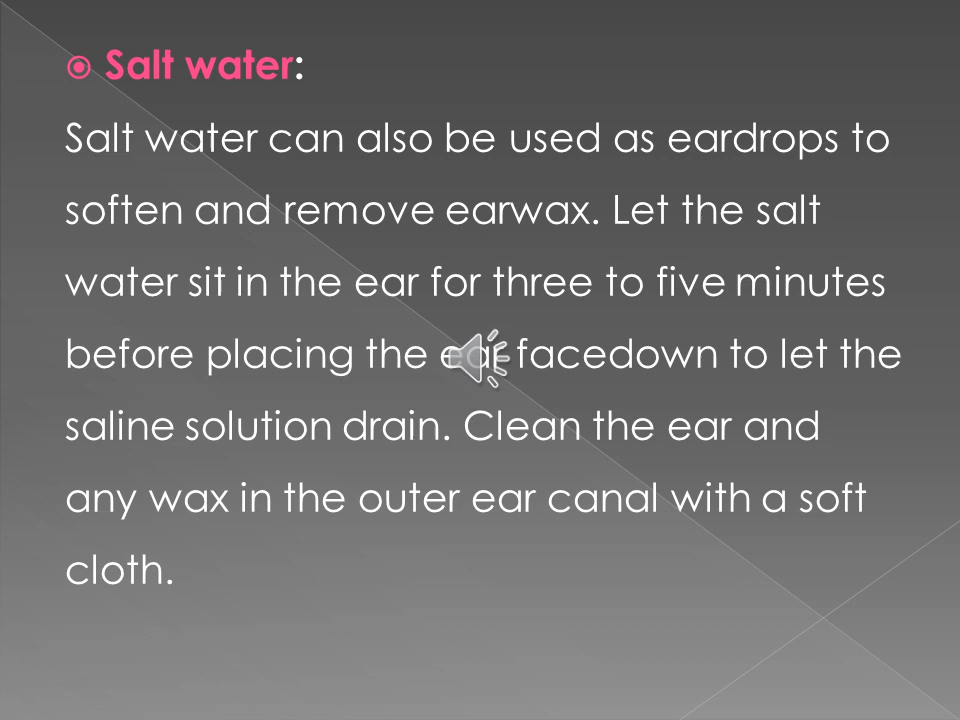 Salt water:
Salt water can also be used as eardrops to
soften and remove earwax. Let the salt
water sit in the ear for three to five minutes
before placing the ear facedown to let the
saline solution drain. Clean the ear and
any wax in the outer ear canal with a soft
cloth.